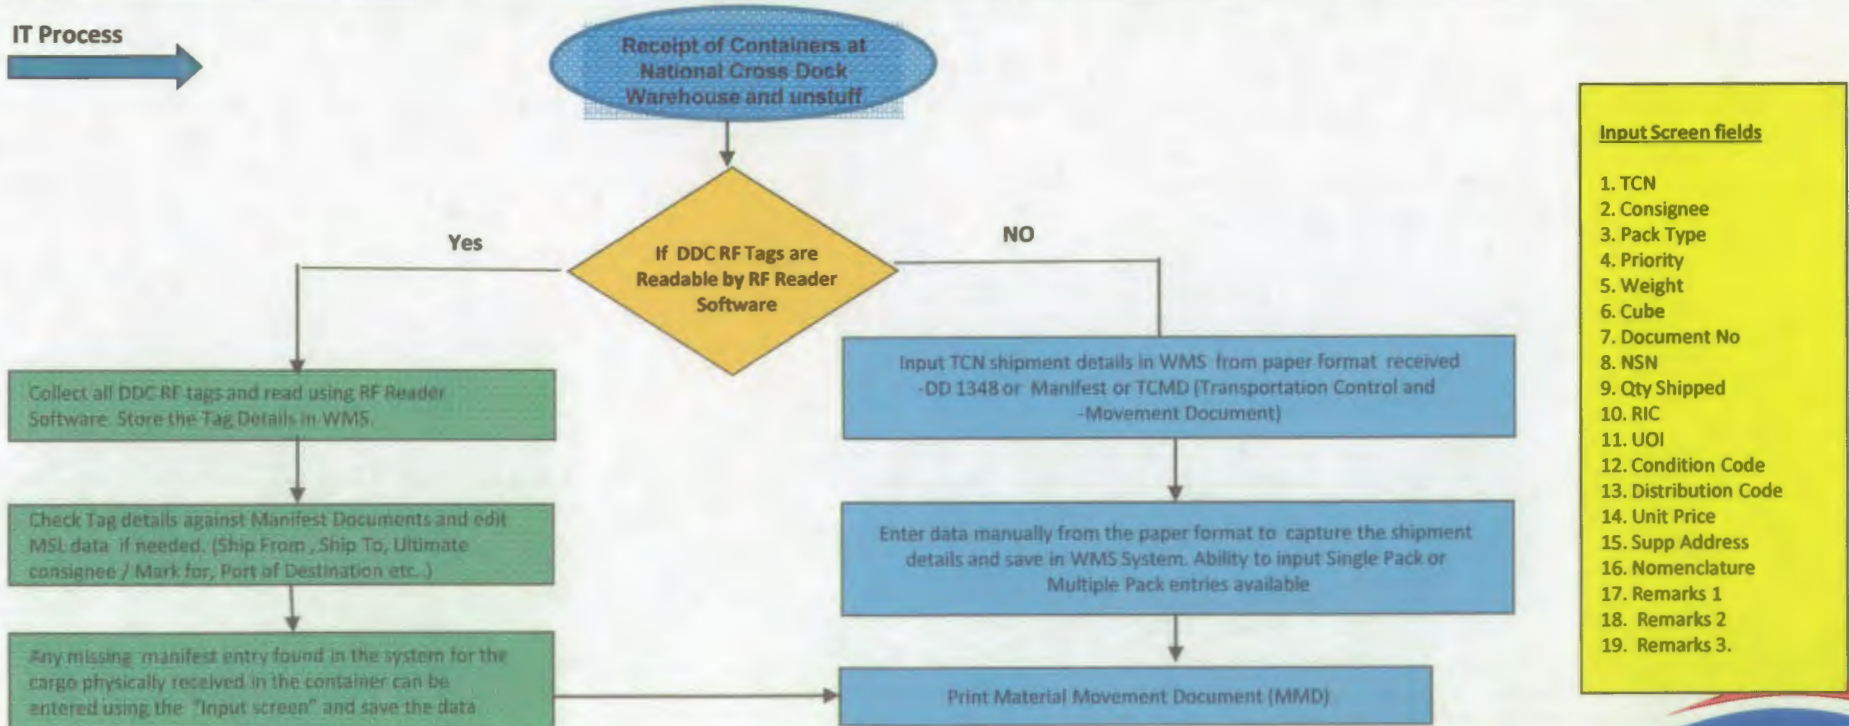 IT Process
Receipt of Containers at
National Cross Dock
Warehouse and unstuff
Yes
NO
If DDC RF Tags are
Readable by RF Reader
Software
Collect all DDC RF tags and read using RF Reader
Software. Store the Tag Details in WMS.
Check Tag details against Manifest Documents and edit
MSL data if needed. (Ship From , Ship To, Ultimate
consignee / Mark for, Port of Destination etc..)
Any missing manifest entry found in the system for the
cargo physically received in the container can be
entered using the "Input screen" and save the data
Input TCN shipment details in WMS from paper format received
-DD 1348 or Manifest or TCMD (Transportation Control and
-Movement Document)
Enter data manually from the paper format to capture the shipment
details and save in WMS System. Ability to input Single Pack or
Multiple Pack entries available
Print Material Movement Document (MMD)
Input Screen fields
1. TCN
2. Consignee
3. Pack Type
4. Priority
5. Weight
6. Cube
7. Document No
8. NSN
9. Qty Shipped
10. RIC
11. UOI
12. Condition Code
13. Distribution Code
14. Unit Price
15. Supp Address
16. Nomenclature
17. Remarks 1
18. Remarks 2
19. Remarks 3.